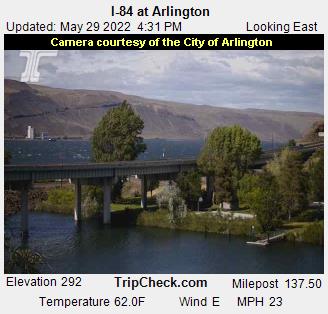 I-84 at Arlington
Updated: May 29 2022 4:31 PM Looking East
Camera courtesy of the City of Arlington
Elevation 292 TripCheck.com Milepost 137.50
Temperature 62.0F Wind E MPH 23